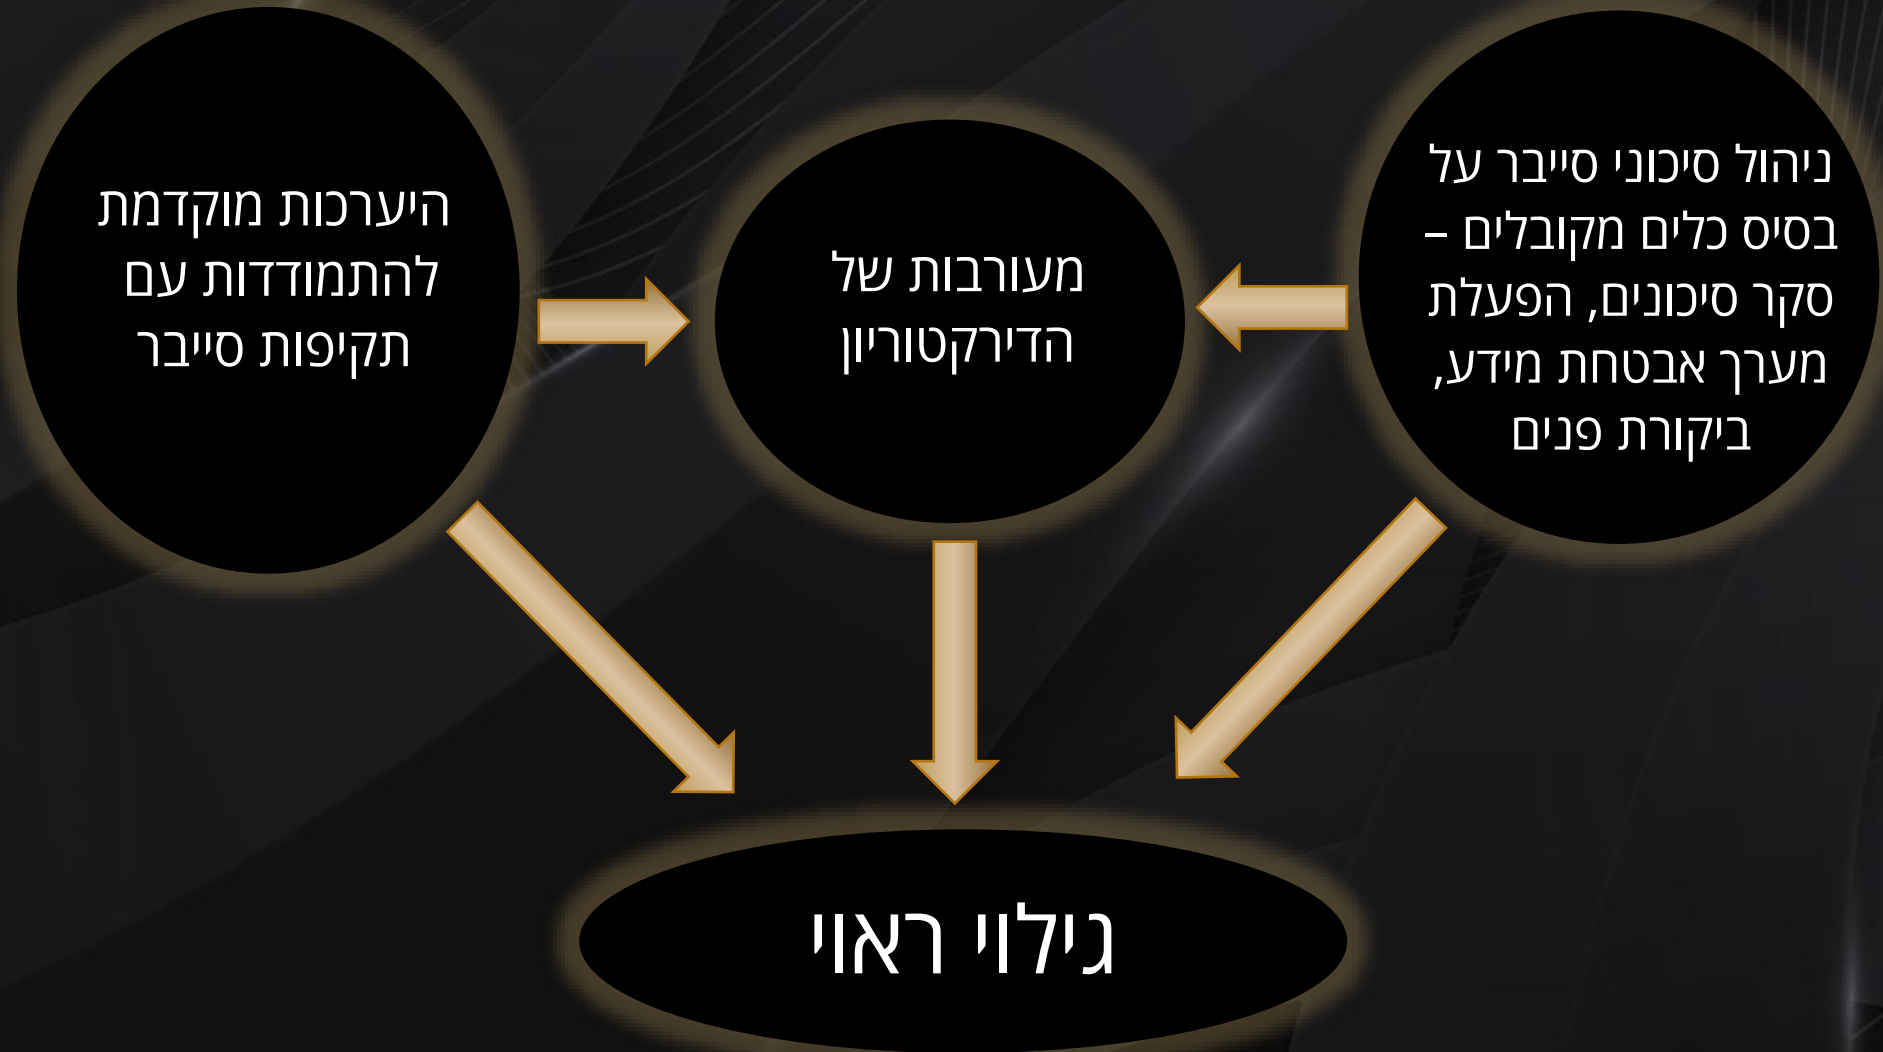 ניהול סיכוני סייבר על
בסיס כלים מקובלים –
סקר סיכונים, הפעלת
מערך אבטחת מידע,
ביקורת פנים
מעורבות של
הדירקטוריון
היערכות מוקדמת
להתמודדות עם
תקיפות סייבר
גילוי ראוי